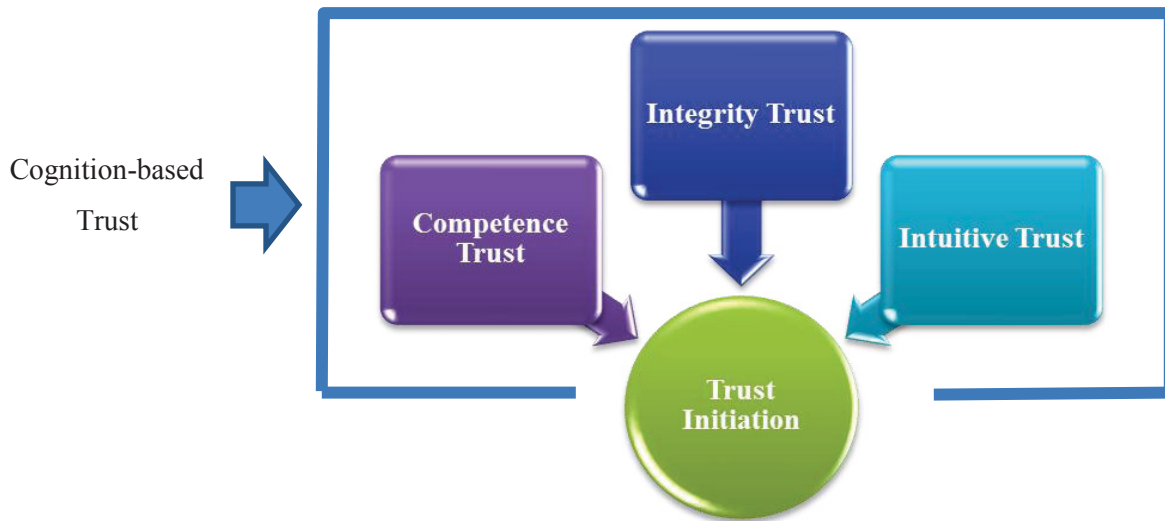 Cognition-based
Trust
Integrity Trust
Competence
Trust
Intuitive Trust
Trust
Initiation